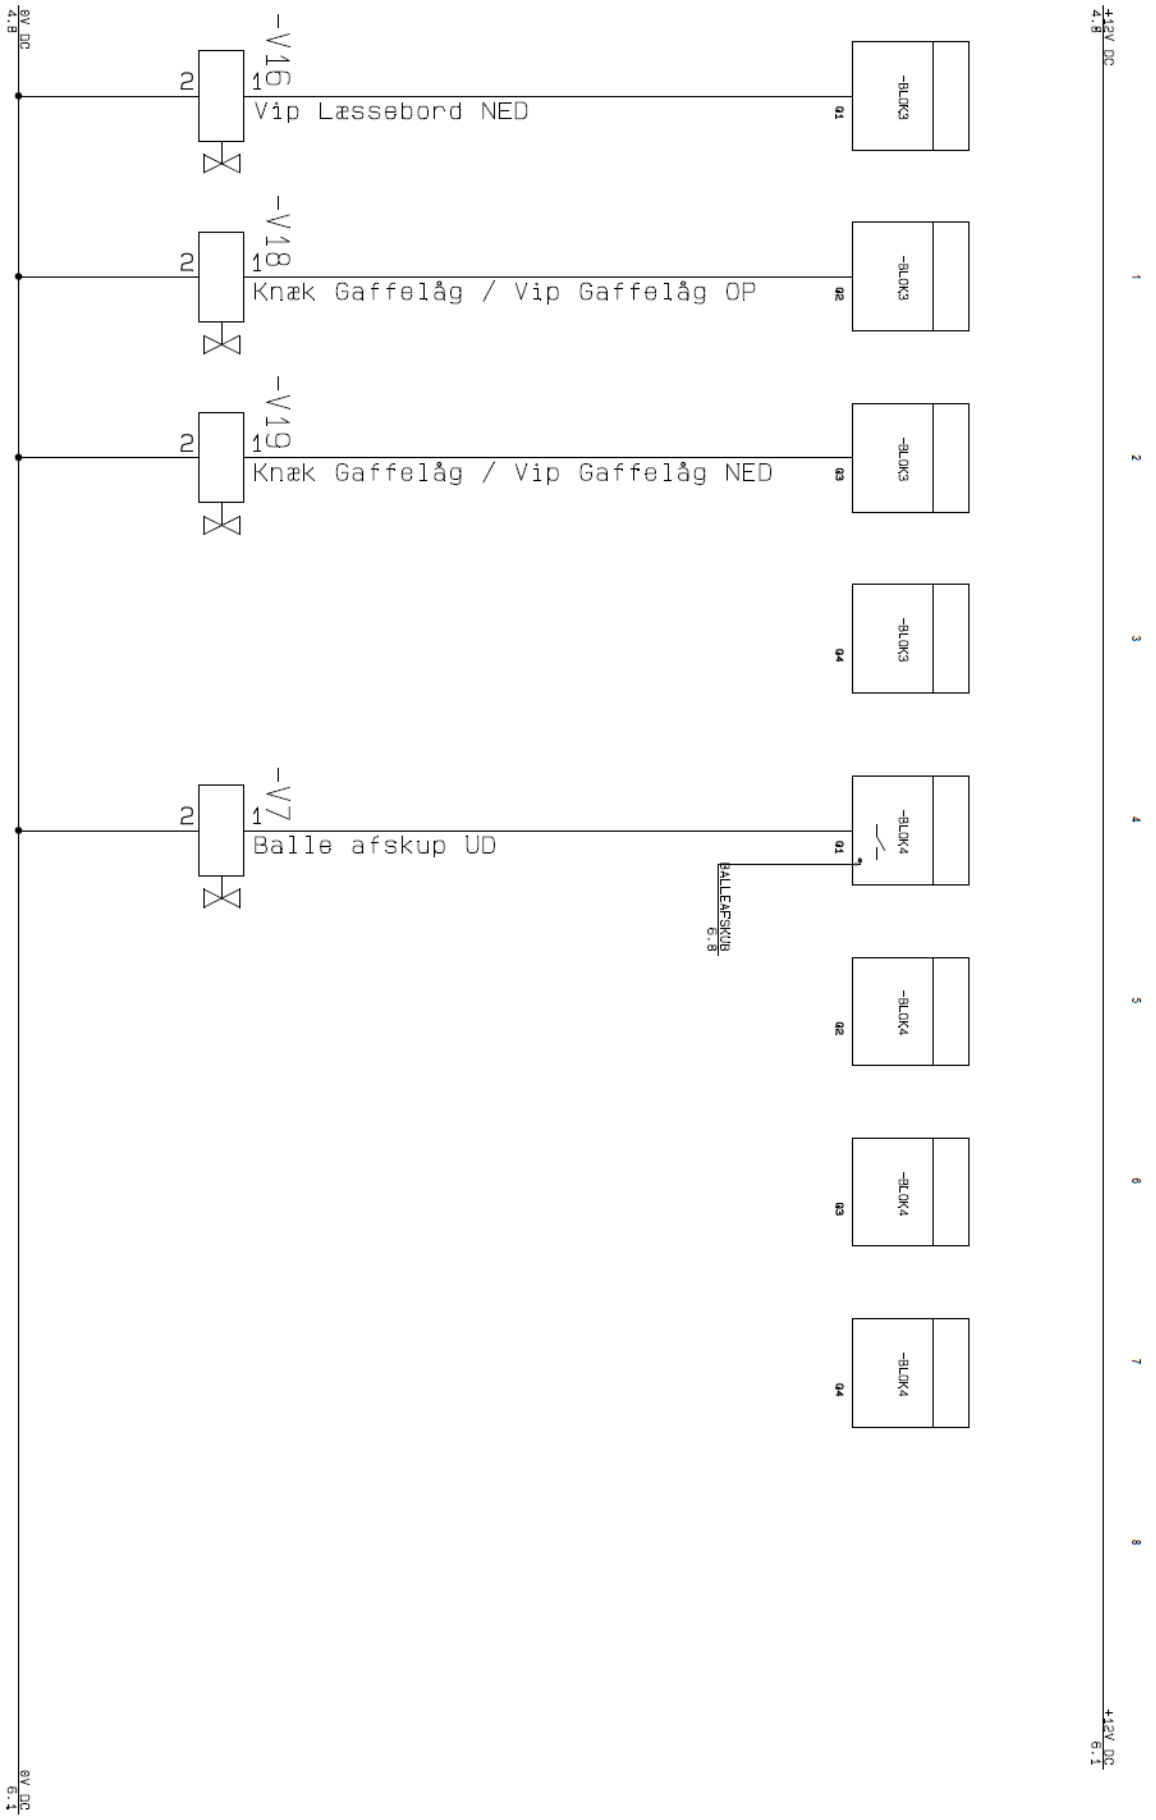 +12V DC
4.8
0V DC
4.8
-V16
2
1
Vip Læssebord NED
-BLOK3
Q1
1
-V18
2
1
Knæk Gaffelåg / Vip Gaffelåg OP
-BLOK3
Q2
2
-V19
2
1
Knæk Gaffelåg / Vip Gaffelåg NED
-BLOK3
Q3
3
-BLOK3
Q4
4
-V7
2
1
Balle afskup UD
-BLOK4
Q1
BALLEAFSKUB
6.8
5
-BLOK4
Q2
6
-BLOK4
Q3
7
-BLOK4
Q4
8
+12V DC
6.1
0V DC
6.1